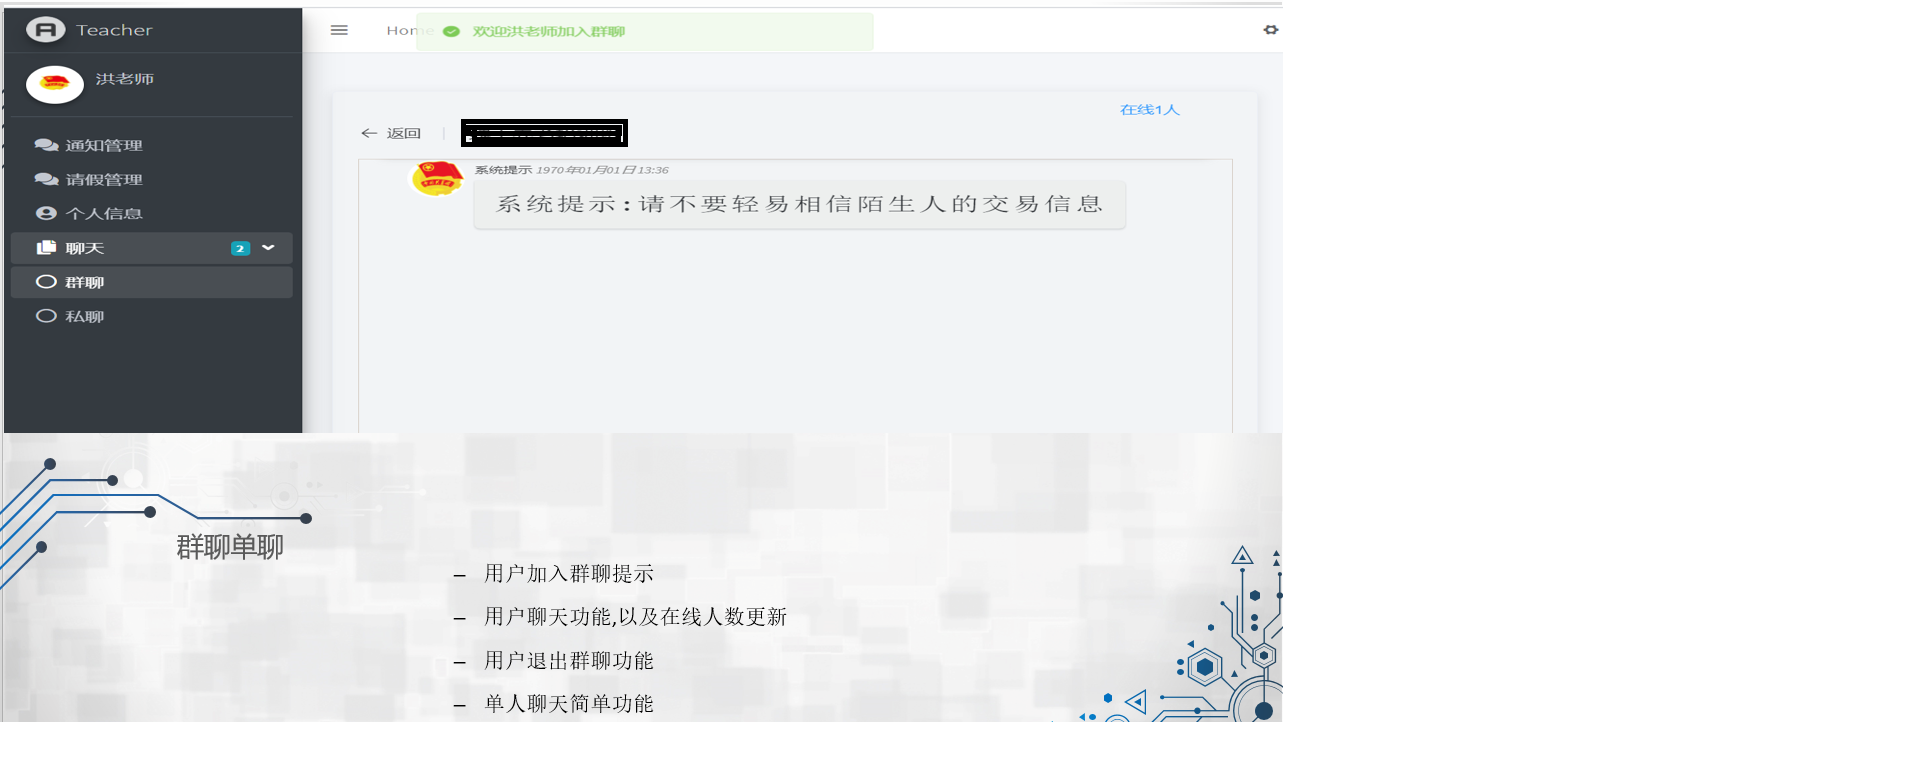 Teacher
Home
欢迎洪老师加入群聊
洪老师
在线1人
返回
通知管理
系统提示 1970年01月01日 13:36
请假管理
系统提示:请不要轻易相信陌生人的交易信息
个人信息
聊天 2
群聊
私聊
群聊单聊
– 用户加入群聊提示
– 用户聊天功能,以及在线人数更新
– 用户退出群聊功能
– 单人聊天简单功能